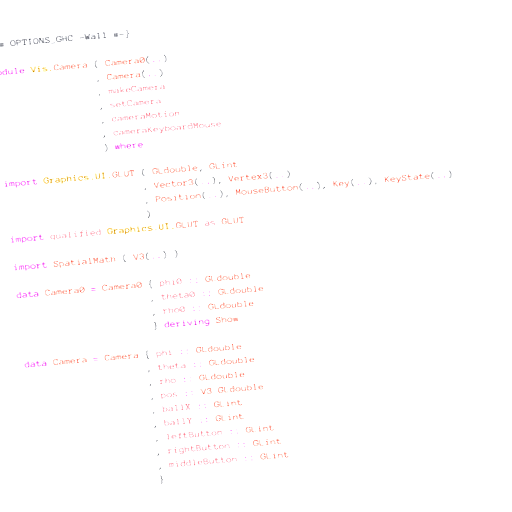 OPTIONS_GHC -Wall #-}
module Vis.Camera ( Camera0(..)
, Camera(..)
, makeCamera
, setCamera
, cameraMotion
, cameraKeyboardMouse
) where
import Graphics.UI.GLUT ( GLdouble, GLint
, Vector3(..), Vertex3(..)
, Position(..), MouseButton(..), Key(..), KeyState(..)
)
import qualified Graphics.UI.GLUT as GLUT
import SpatialMath ( V3(..) )
data Camera0 = Camera0 { phi0 :: GLdouble
, theta0 :: GLdouble
, rho0 :: GLdouble
} deriving Show
data Camera = Camera { phi :: GLdouble
, theta :: GLdouble
, rho :: GLdouble
, pos :: V3 GLdouble
, ballX :: GLint
, ballY :: GLint
, leftButton :: GLint
, rightButton :: GLint
, middleButton :: GLint
}